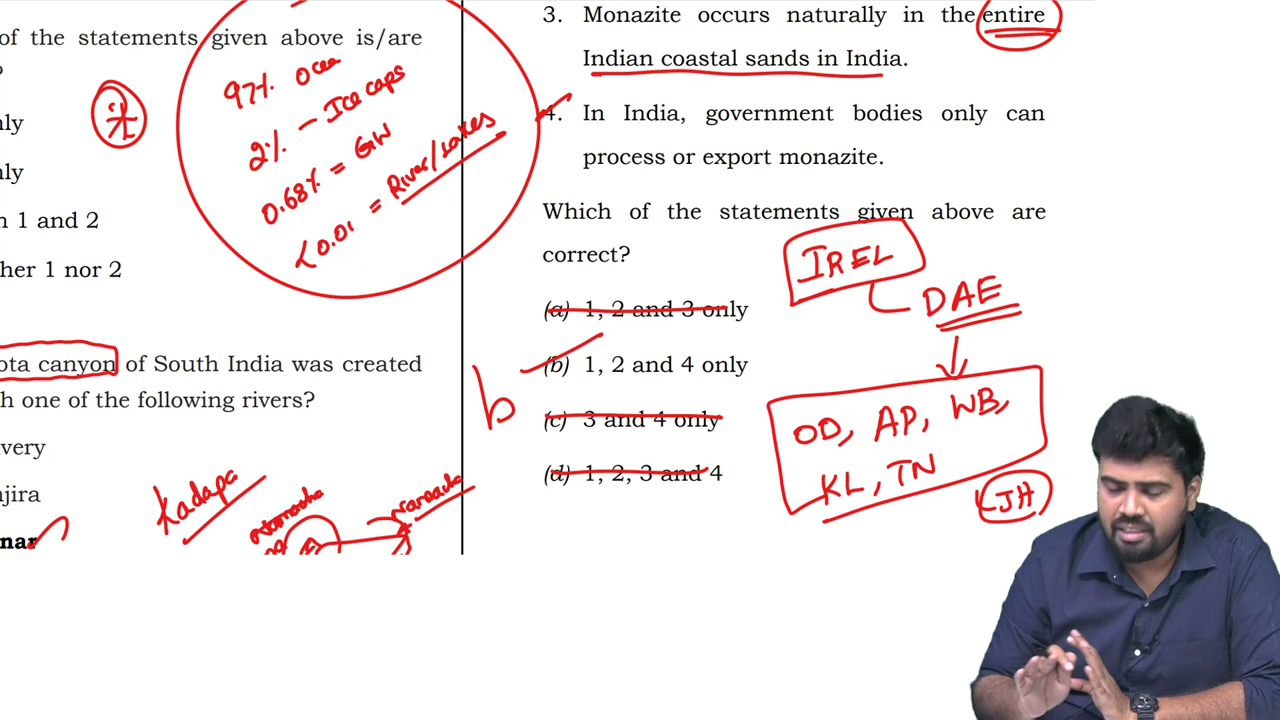 of the statements given above is/are
?
nly
nly
n 1 and 2
her 1 nor 2
97% Ocea
2% – Ice caps
0.68% = GW
<0.01 = River/Lakes
ota canyon of South India was created
h one of the following rivers?
very
jira
nar
Kadapa
3. Monazite occurs naturally in the entire
Indian coastal sands in India.
4. In India, government bodies only can
process or export monazite.
Which of the statements given above are
correct?
(a) 1, 2 and 3 only
(b) 1, 2 and 4 only
(c) 3 and 4 only
(d) 1, 2, 3 and 4
b
IREL
DAE
OD, AP, WB,
KL, TN
JH